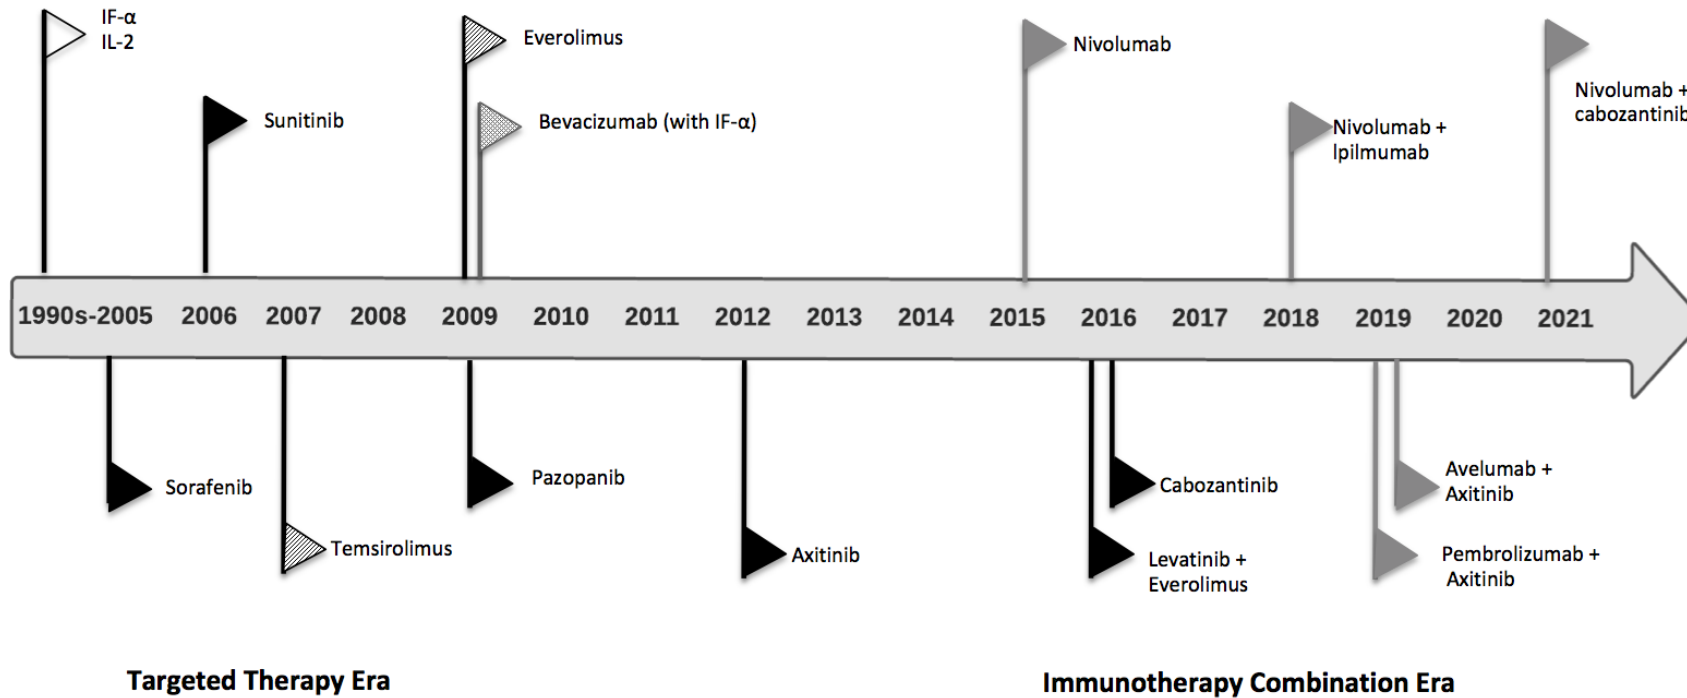 IF-α
IL-2
Everolimus
Nivolumab
Sunitinib
Bevacizumab (with IF-α)
Nivolumab +
Ipilmumab
Nivolumab +
cabozantinib
1990s-2005 2006 2007 2008 2009 2010 2011 2012 2013 2014 2015 2016 2017 2018 2019 2020 2021
Sorafenib
Temsirolimus
Pazopanib
Axitinib
Cabozantinib
Levatinib +
Everolimus
Avelumab +
Axitinib
Pembrolizumab +
Axitinib
Targeted Therapy Era
Immunotherapy Combination Era